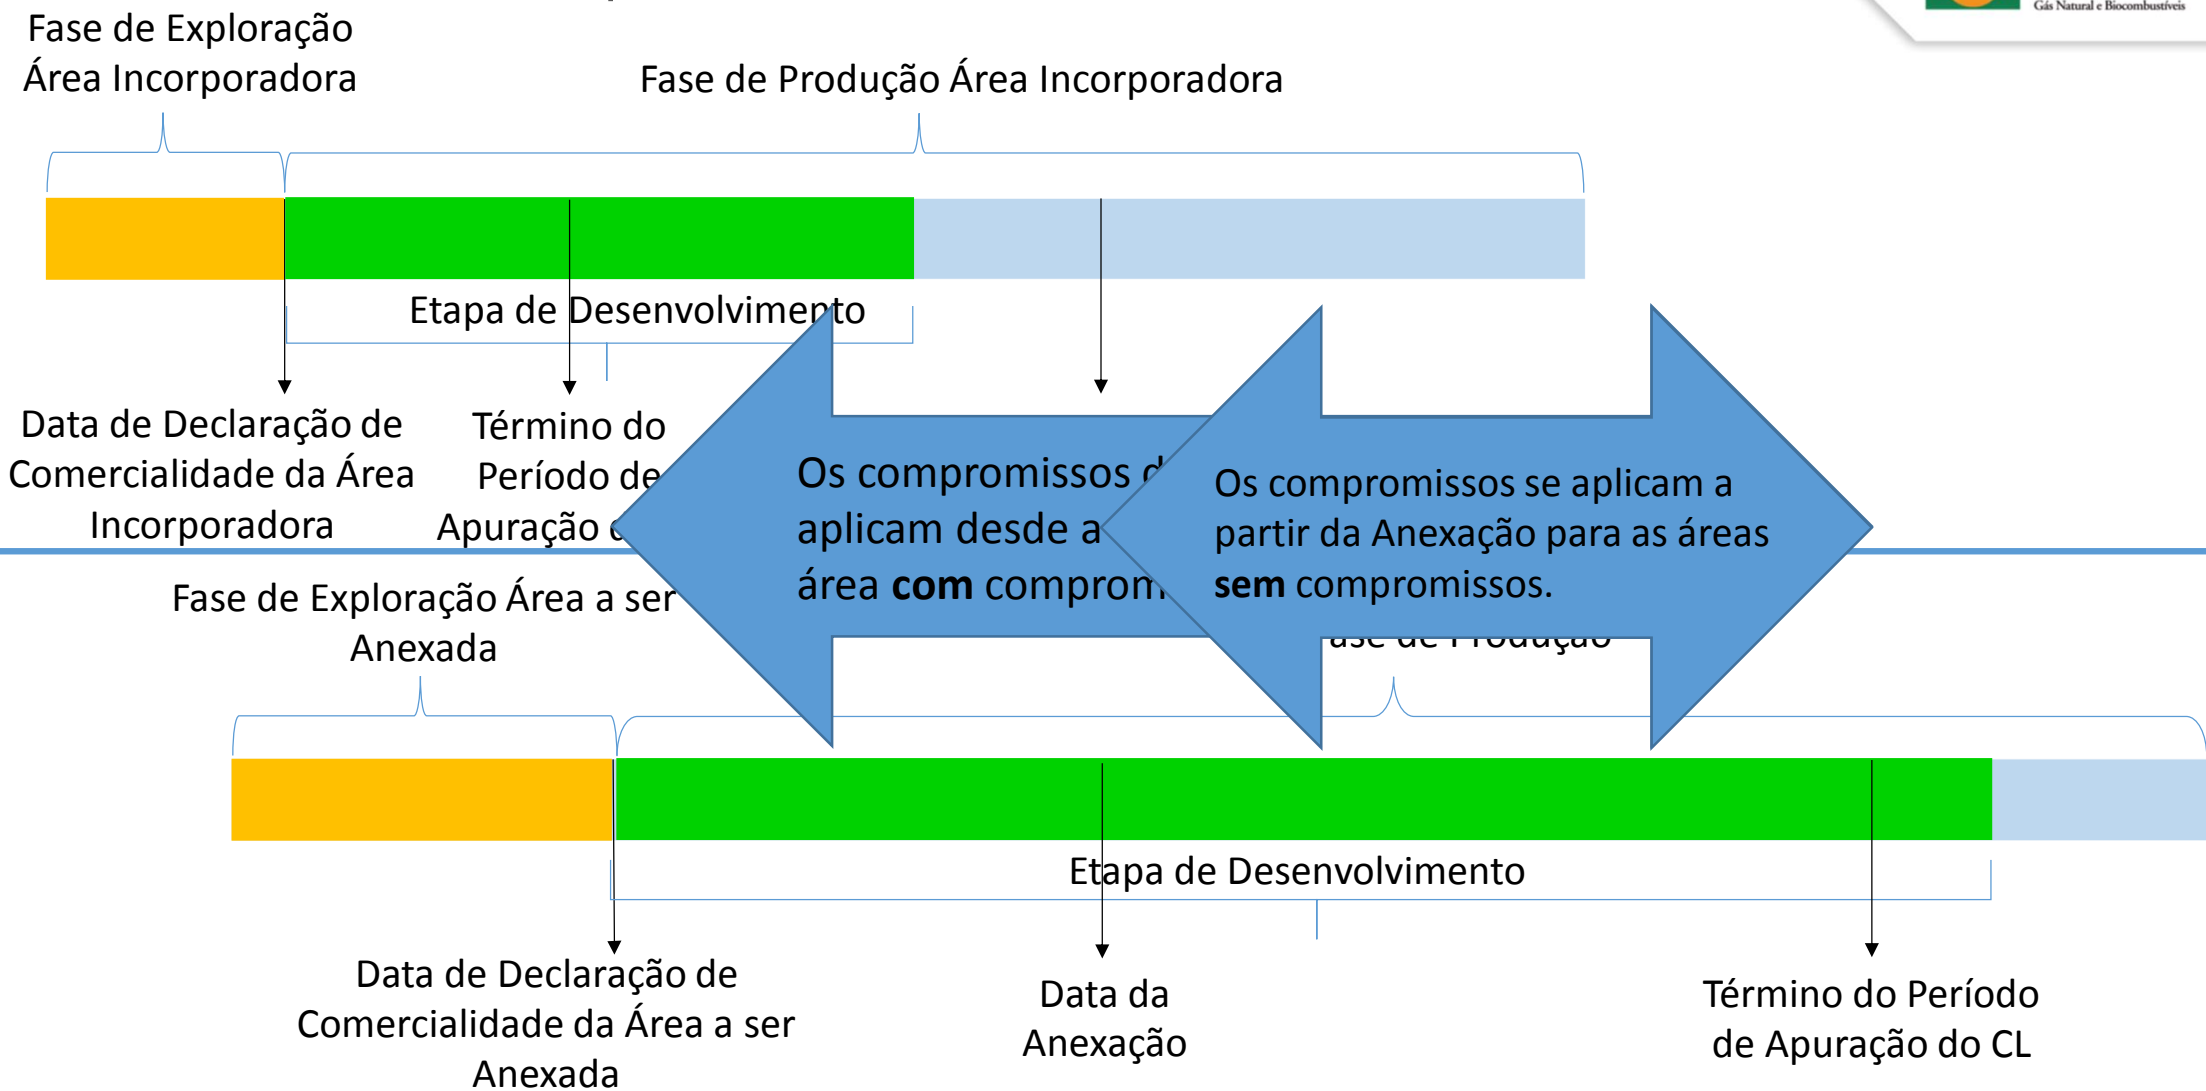 Gás Natural e Biocombustíveis
Fase de Exploração
Área Incorporadora
Fase de Produção Área Incorporadora
Etapa de Desenvolvimento
Data de Declaração de
Comercialidade da Área
Incorporadora
Término do
Período de
Apuração
Os compromissos
aplicam desde a
área com
Os compromissos se aplicam a
partir da Anexação para as áreas
sem compromissos.
Fase de Exploração Área a ser
Anexada
de Produção
Etapa de Desenvolvimento
Data de Declaração de
Comercialidade da Área a ser
Anexada
Data da
Anexação
Término do Período
de Apuração do CL